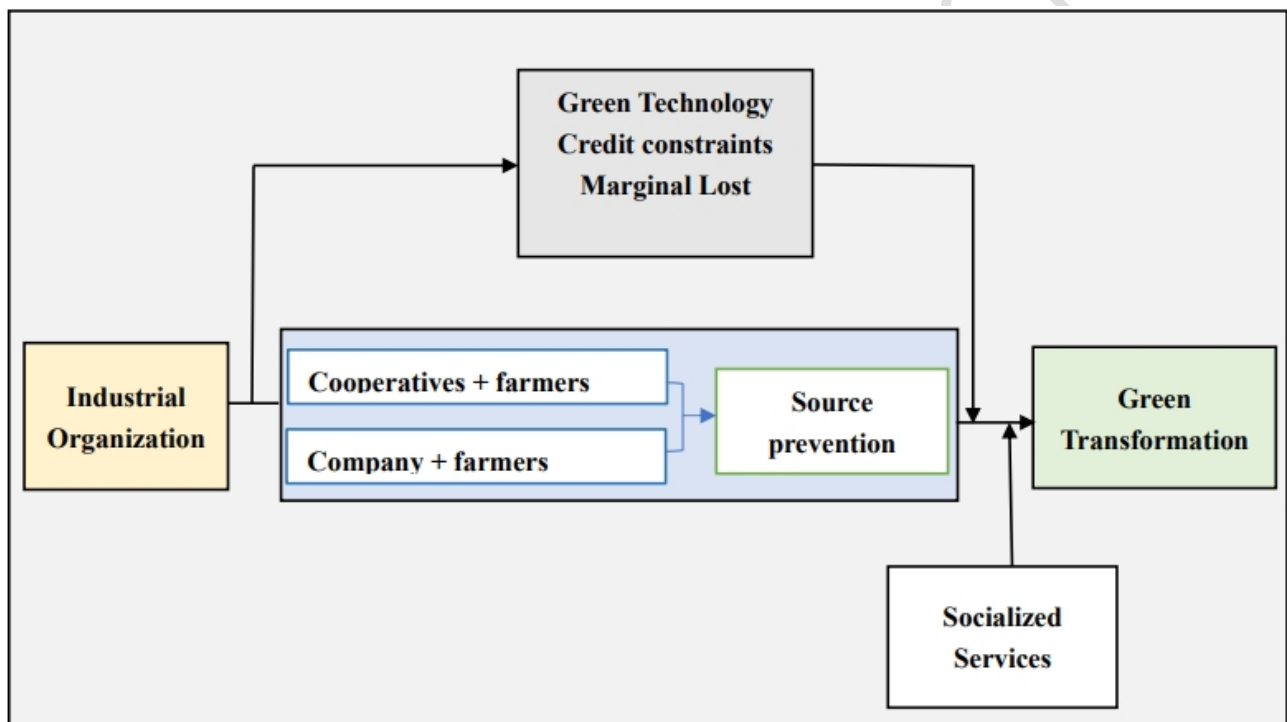 Green Technology
Credit constraints
Marginal Lost
Industrial
Organization
Cooperatives + farmers
Company + farmers
Source
prevention
Green
Transformation
Socialized
Services